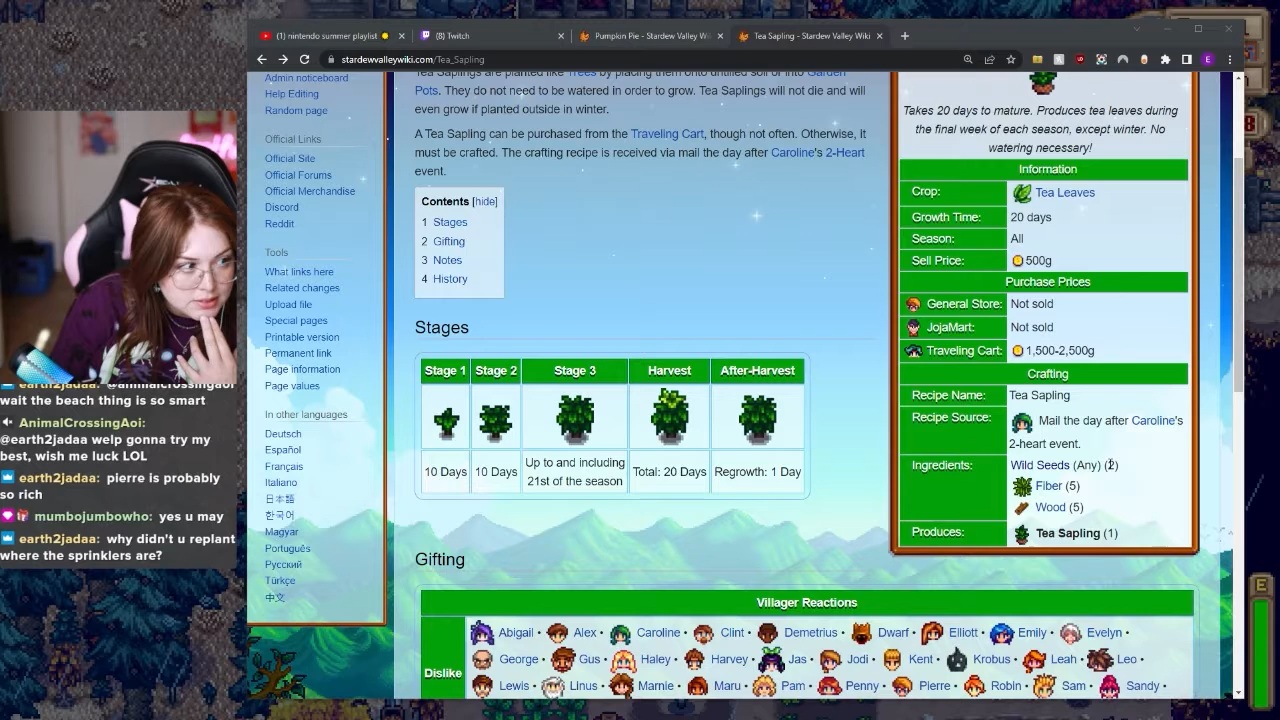 (1) nintendo summer playlist
(8) Twitch
Pumpkin Pie - Stardew Valley Wi
Tea Sapling - Stardew Valley Wiki
stardewvalleywiki.com/Tea_Sapling
Admin noticeboard
Help Editing
Random page
Official Links
Official Site
Official Forums
Official Merchandise
Discord
Reddit
Tools
What links here
Related changes
Upload file
Special pages
Printable version
Permanent link
Page information
Page values
In other languages
Deutsch
Español
Français
Italiano
日本語
한국어
Magyar
Português
Русский
Türkçe
中文
Tea Saplings are planted like Trees by placing them onto untilled soil or into Garden
Pots. They do not need to be watered in order to grow. Tea Saplings will not die and will
even grow if planted outside in winter.
A Tea Sapling can be purchased from the Traveling Cart, though not often. Otherwise, it
must be crafted. The crafting recipe is received via mail the day after Caroline's 2-Heart
event.
Contents [hide]
1 Stages
2 Gifting
3 Notes
4 History
Stages
Stage 1 Stage 2 Stage 3 Harvest After-Harvest
10 Days 10 Days Up to and including Total: 20 Days Regrowth: 1 Day
21st of the season
Gifting
Villager Reactions
Dislike
Abigail • Alex • Caroline • Clint • Demetrius • Dwarf • Elliott • Emily • Evelyn •
George • Gus • Haley • Harvey • Jas • Jodi • Kent • Krobus • Leah • Leo •
Lewis • Linus • Marnie • Maru • Pam • Penny • Pierre • Robin • Sam • Sandy •
Takes 20 days to mature. Produces tea leaves during
the final week of each season, except winter. No
watering necessary!
Information
Crop: Tea Leaves
Growth Time: 20 days
Season: All
Sell Price: 500g
Purchase Prices
General Store: Not sold
JojaMart: Not sold
Traveling Cart: 1,500-2,500g
Crafting
Recipe Name: Tea Sapling
Recipe Source: Mail the day after Caroline's
2-heart event.
Ingredients: Wild Seeds (Any) (2)
Fiber (5)
Wood (5)
Produces: Tea Sapling (1)
earth2jadaa: @animalcrossingaoi
wait the beach thing is so smart
AnimalCrossingAoi:
@earth2jadaa welp gonna try my
best, wish me luck LOL
earth2jadaa: pierre is probably
so rich
mumbojumbowho: yes u may
earth2jadaa: why didn't u replant
where the sprinklers are?
E
8